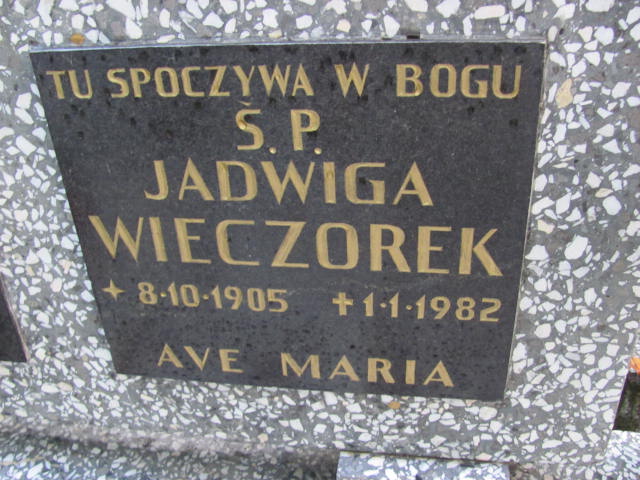 TU SPOCZYWA W BOGU
Ś. P.
JADWIGA
WIECZOREK
✦ 8·10·1905 ✝ 1·1·1982
AVE MARIA